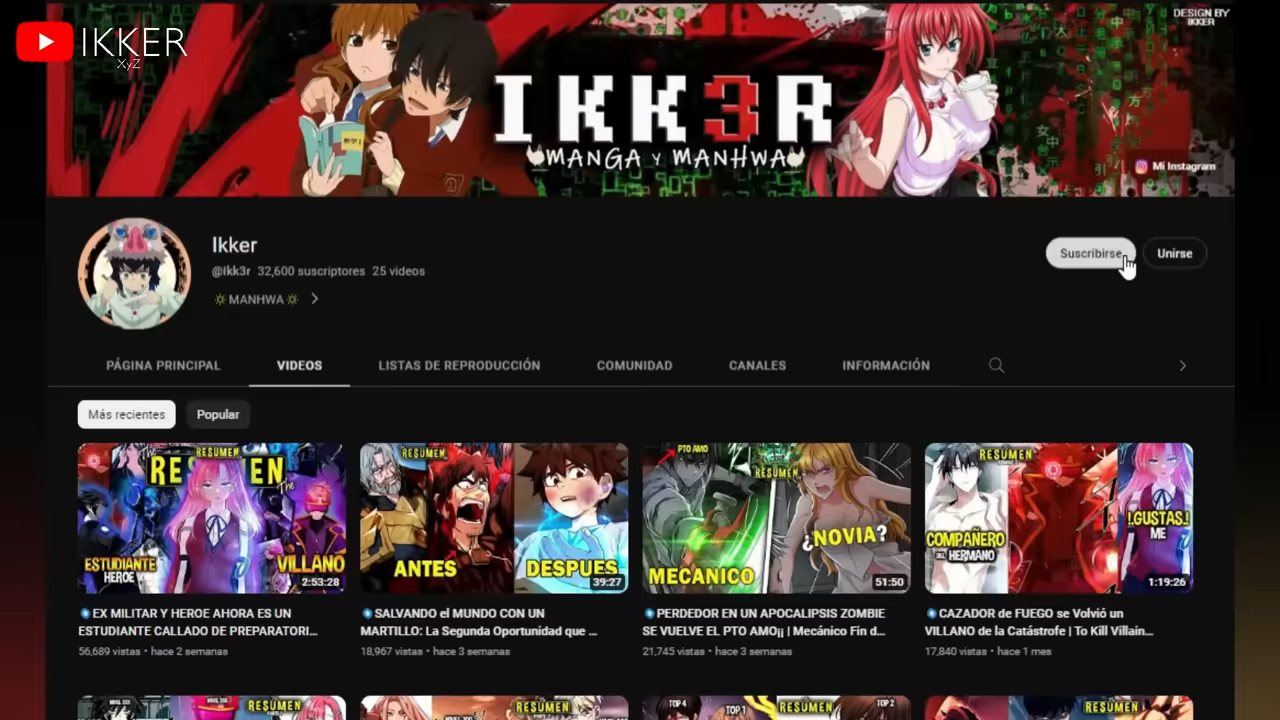 IKKER
XyZ
DESIGN BY
IKKER
IKK3R
MANGA y MANHWA
Mi Instagram
Ikker
@Ikk3r 32,600 suscriptores 25 videos
MANHWA
Suscribirse
Unirse
PÁGINA PRINCIPAL VIDEOS LISTAS DE REPRODUCCIÓN COMUNIDAD CANALES INFORMACIÓN
Más recientes Popular
The RESUMEN
RESUMEN The
ESTUDIANTE
HEROE
VILLANO
2:53:28
RESUMEN
ANTES
DESPUES
39:27
PTO AMO
RESUMEN
¿NOVIA?
MECANICO
51:50
RESUMEN
COMPAÑERO
DEL HERMANO
!¡GUSTAS¡!
ME
1:19:26
EX MILITAR Y HEROE AHORA ES UN
ESTUDIANTE CALLADO DE PREPARATORI...
56,689 vistas • hace 2 semanas
SALVANDO el MUNDO CON UN
MARTILLO: La Segunda Oportunidad que ...
18,967 vistas • hace 3 semanas
PERDEDOR EN UN APOCALIPSIS ZOMBIE
SE VUELVE EL PTO AMO¡¡ | Mecánico Fin d...
21,745 vistas • hace 3 semanas
CAZADOR de FUEGO se Volvió un
VILLANO de la Catástrofe | To Kill Villain...
17,840 vistas • hace 1 mes
RESUMEN
RESUMEN
TOP 4
TOP 1
RESUMEN
TOP 2
RESUMEN